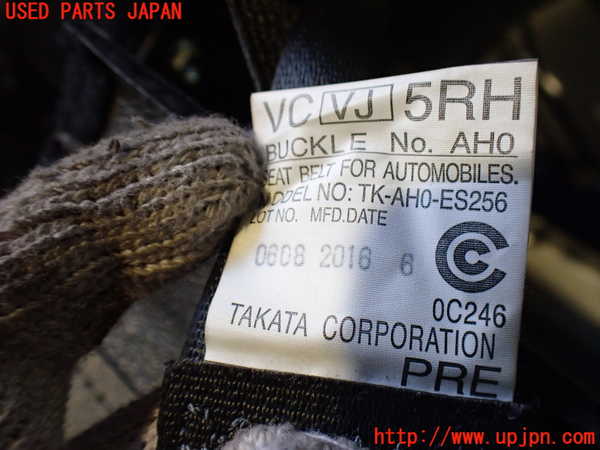 USED PARTS JAPAN
VC VJ 5RH
BUCKLE No. AH0
SEAT BELT FOR AUTOMOBILES.
MODEL NO: TK-AH0-ES256
LOT NO. MFD.DATE
0608 2016 6
C
0C246
TAKATA CORPORATION
PRE
http://www.upjpn.com